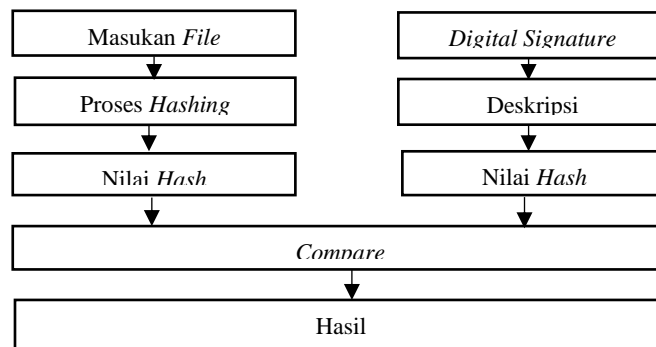 Masukan File
Digital Signature
Proses Hashing
Deskripsi
Nilai Hash
Nilai Hash
Compare
Hasil